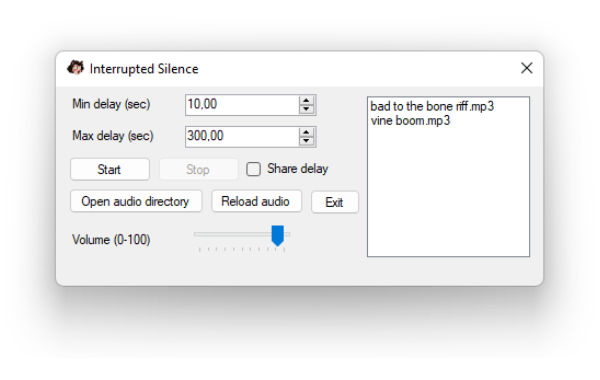 Interrupted Silence
Min delay (sec)
10,00
Max delay (sec)
300,00
Start
Stop
Share delay
Open audio directory
Reload audio
Exit
Volume (0-100)
bad to the bone riff.mp3
vine boom.mp3